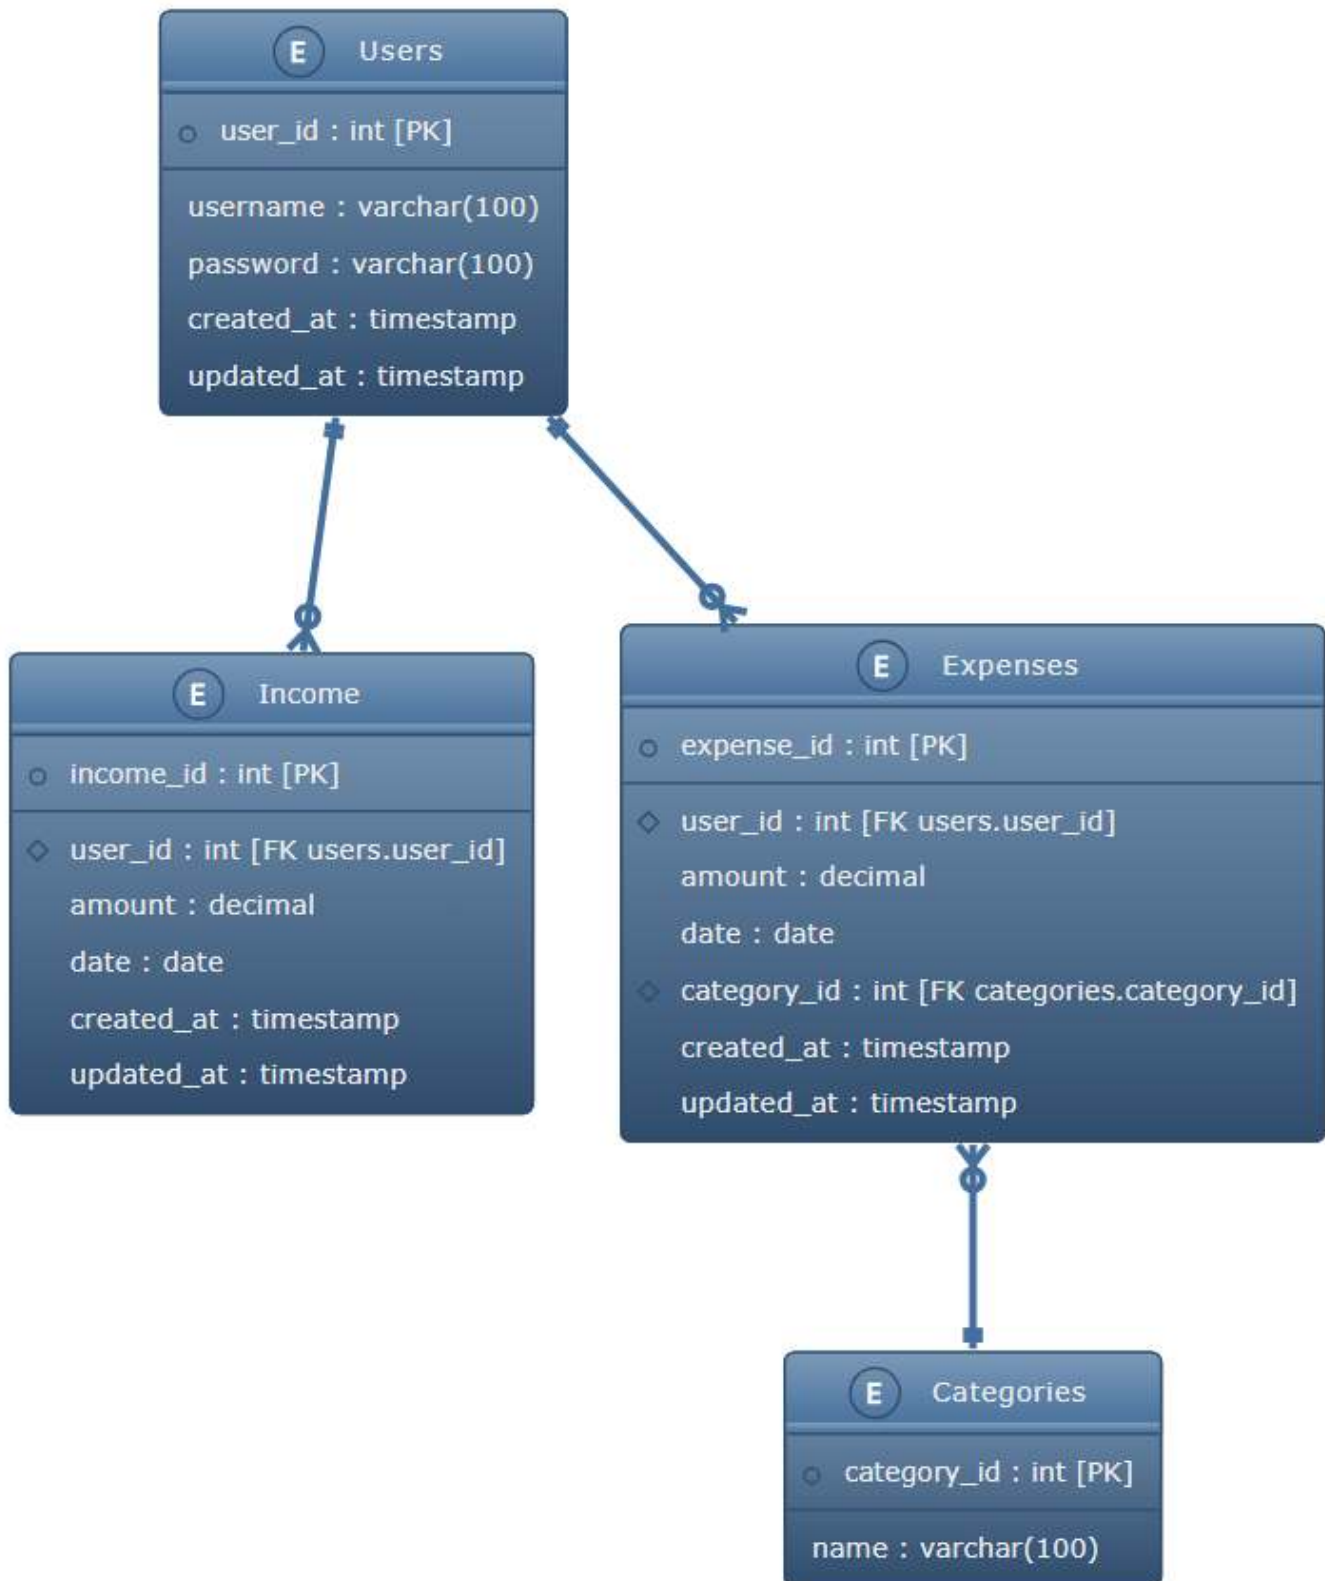 E Users
user_id : int [PK]
username : varchar(100)
password : varchar(100)
created_at : timestamp
updated_at : timestamp
E Income
income_id : int [PK]
user_id : int [FK users.user_id]
amount : decimal
date : date
created_at : timestamp
updated_at : timestamp
E Expenses
expense_id : int [PK]
user_id : int [FK users.user_id]
amount : decimal
date : date
category_id : int [FK categories.category_id]
created_at : timestamp
updated_at : timestamp
E Categories
category_id : int [PK]
name : varchar(100)